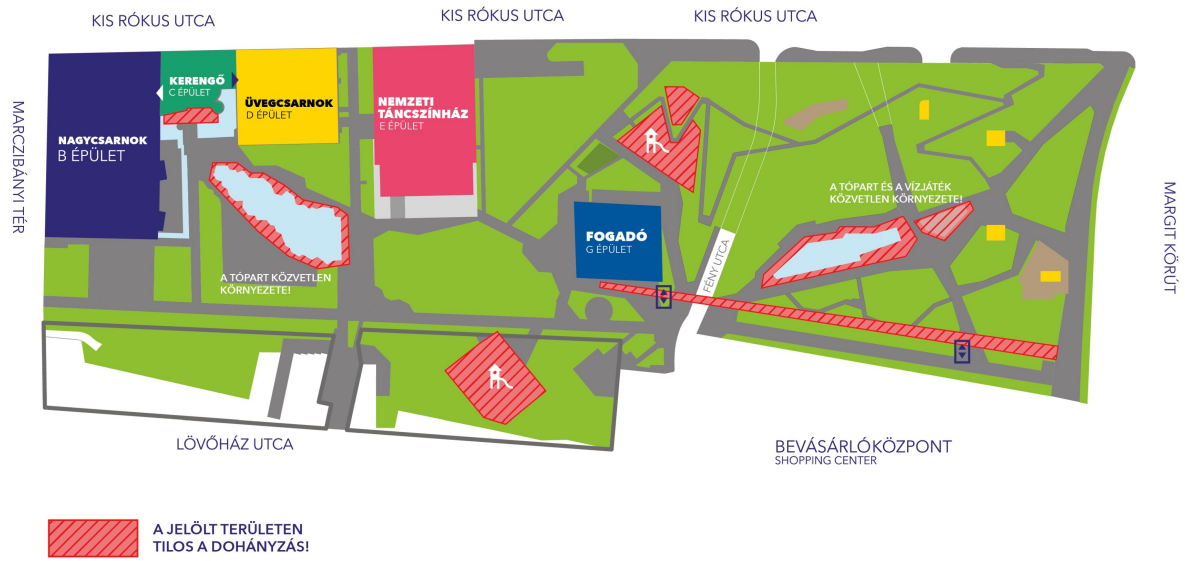 KIS RÓKUS UTCA
KIS RÓKUS UTCA
KIS RÓKUS UTCA
MARCZIBÁNYI TÉR
NAGYCSARNOK
B ÉPÜLET
KERENGŐ
C ÉPÜLET
ÜVEGCSARNOK
D ÉPÜLET
NEMZETI
TÁNCSZÍNHÁZ
E ÉPÜLET
A TÓPART ÉS A VÍZJÁTÉK
KÖZVETLEN KÖRNYEZETE!
MARGIT KÖRÚT
FOGADÓ
G ÉPÜLET
FÉNY UTCA
A TÓPART KÖZVETLEN
KÖRNYEZETE!
LÖVŐHÁZ UTCA
BEVÁSÁRLÓKÖZPONT
SHOPPING CENTER
A JELÖLT TERÜLETEN
TILOS A DOHÁNYZÁS!